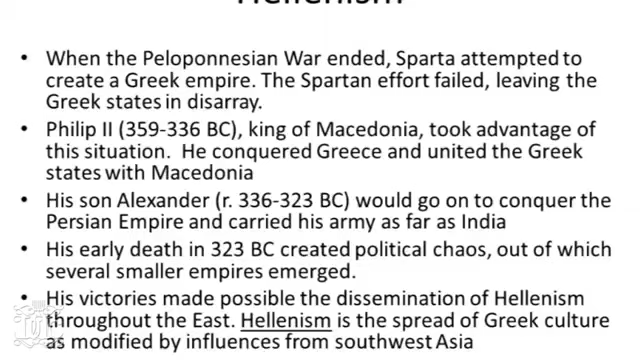 Hellenism
• When the Peloponnesian War ended, Sparta attempted to
create a Greek empire. The Spartan effort failed, leaving the
Greek states in disarray.
• Philip II (359-336 BC), king of Macedonia, took advantage of
this situation.  He conquered Greece and united the Greek
states with Macedonia
• His son Alexander (r. 336-323 BC) would go on to conquer the
Persian Empire and carried his army as far as India
• His early death in 323 BC created political chaos, out of which
several smaller empires emerged.
• His victories made possible the dissemination of Hellenism
throughout the East. Hellenism is the spread of Greek culture
as modified by influences from southwest Asia